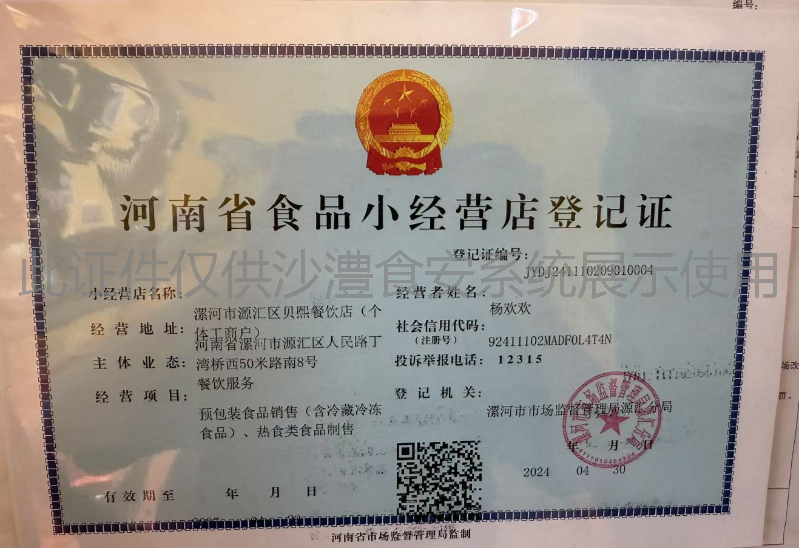 编号:
河南省食品小经营店登记证
登记证编号:
JYDJ241110209010004
此证件仅供沙澧食安系统展示使用
小经营店名称:
漯河市源汇区贝熙餐饮店（个
体工商户）
经营者姓名:
杨欢欢
经营地址:
河南省漯河市源汇区人民路丁
湾桥西50米路南8号
社会信用代码:
（注册号）
92411102MADF0L4T4N
主体业态:
餐饮服务
投诉举报电话: 12315
经营项目:
预包装食品销售（含冷藏冷冻
食品）、热食类食品制售
登记机关:
漯河市市场监督管理局源汇分局
年 月 日
2024 04 30
有效期至 年 月 日
河南省市场监督管理局监制